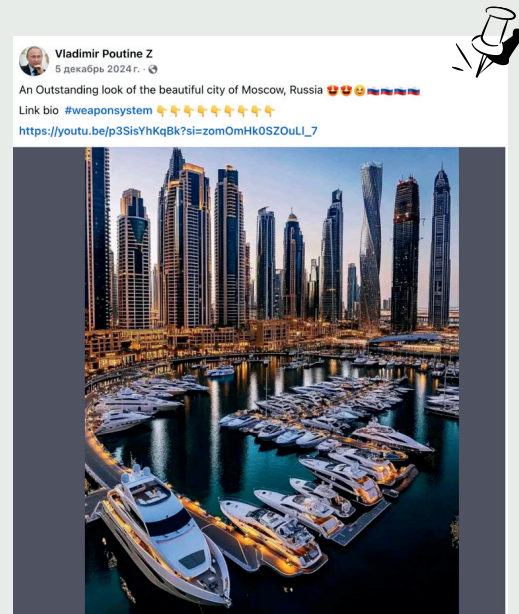 Vladimir Poutine Z
5 декабрь 2024 г. ·
An Outstanding look of the beautiful city of Moscow, Russia 🤩🤩🥹🇷🇺🇷🇺🇷🇺🇷🇺
Link bio #weaponsystem 👇👇👇👇👇👇👇👇👇
https://youtu.be/p3SisYhKqBk?si=zomOmHk0SZOuLl_7